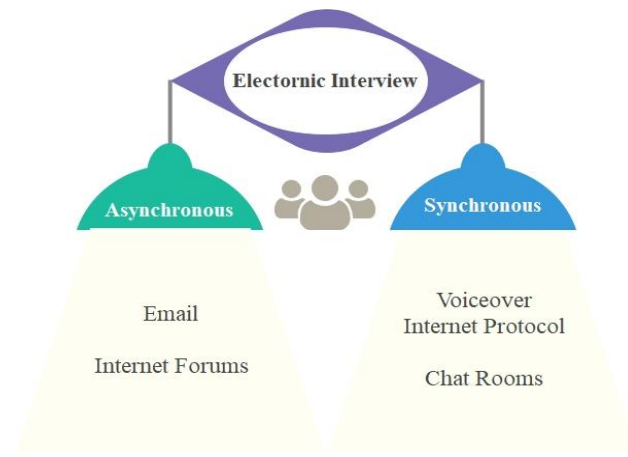 Electornic Interview
Asynchronous
Synchronous
Email
Internet Forums
Voiceover
Internet Protocol
Chat Rooms